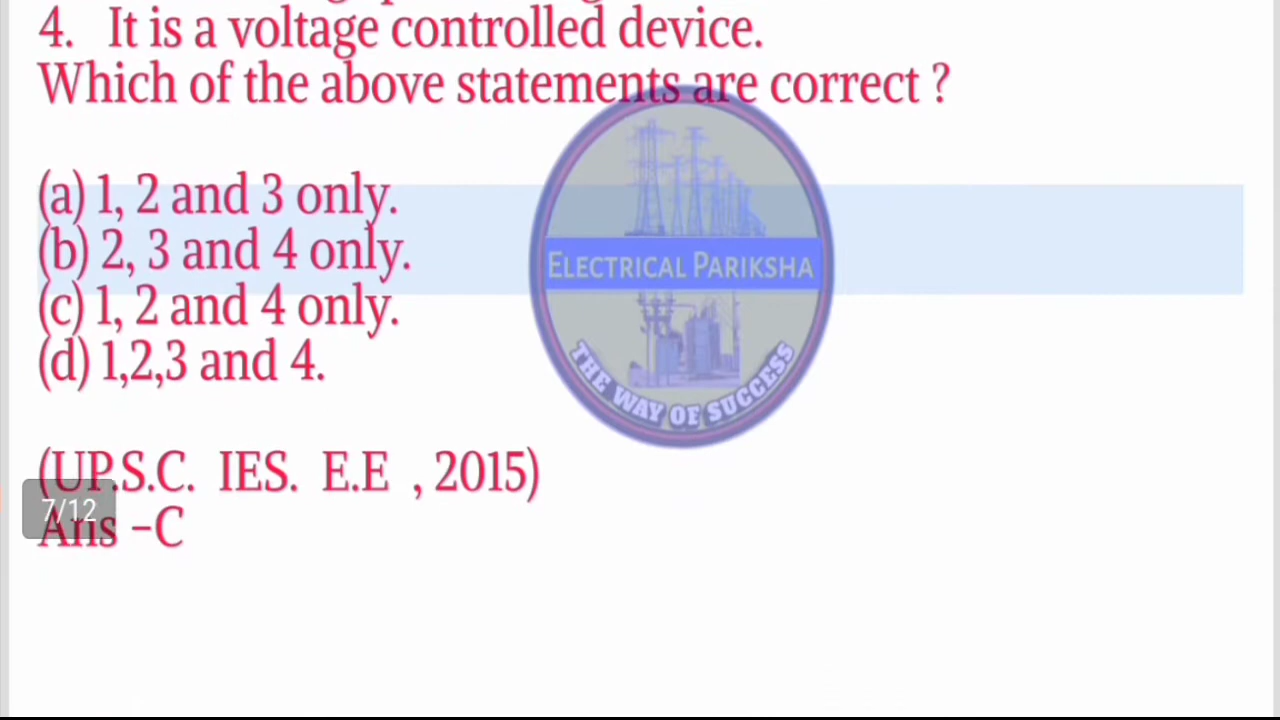 4. It is a voltage controlled device.
Which of the above statements are correct ?
(a) 1, 2 and 3 only.
(b) 2, 3 and 4 only.
(c) 1, 2 and 4 only.
(d) 1,2,3 and 4.
ELECTRICAL PARIKSHA
THE WAY OF SUCCESS
(U.P.S.C. IES. E.E , 2015)
7/12
Ans -C